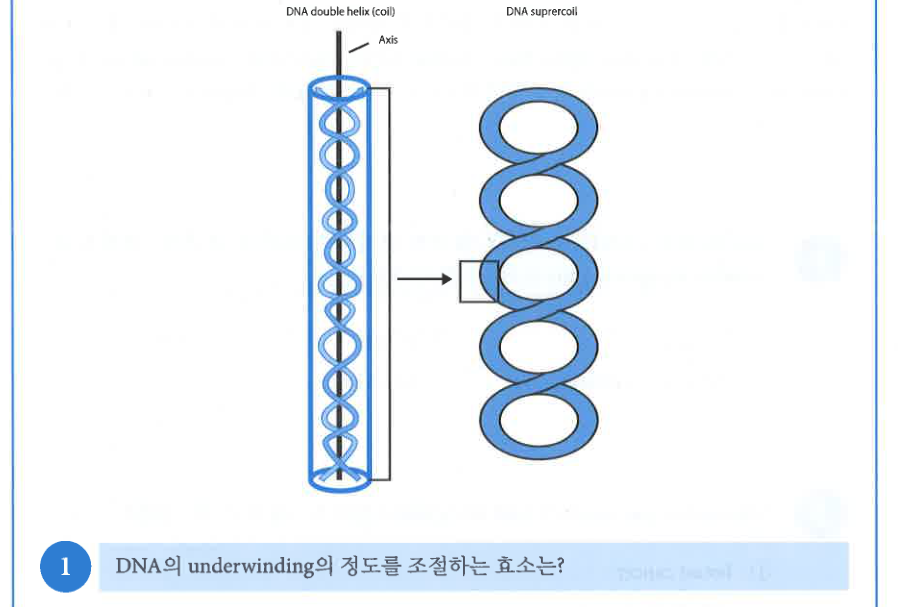 DNA double helix (coil)
DNA suprercoil
Axis
1 DNA의 underwinding의 정도를 조절하는 효소는?